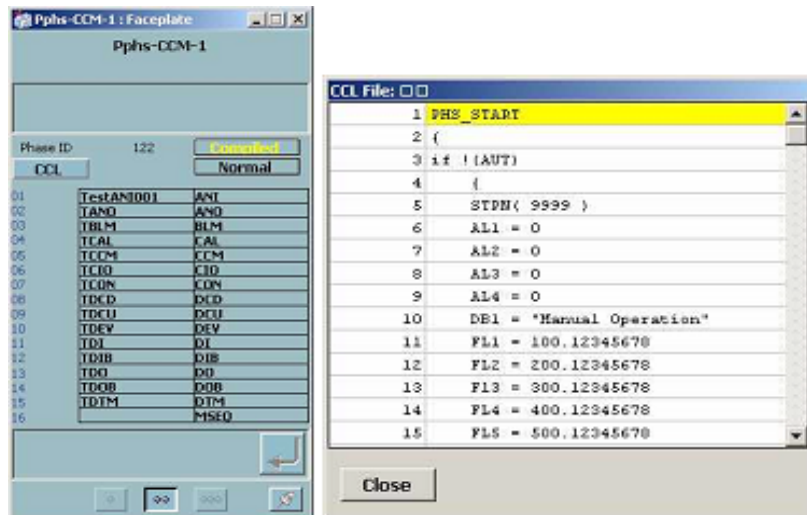 Pphs-CCM-1 : Faceplate
Pphs-CCM-1
Phase ID 122 Compiled
CCL Normal
01 TestANI001 ANI
02 TANO ANO
03 TBLM BLM
04 TCAL CAL
05 TCCM CCM
06 TCIO CIO
07 TCON CON
08 TDCD DCD
09 TDCU DCU
10 TDEV DEV
11 TDI DI
12 TDIB DIB
13 TDO DO
14 TDOB DOB
15 TDTM DTM
16 MSEQ
CCL File: □□
1 PHS_START
2 {
3 if !(AUT)
4 {
5 STPN( 9999 )
6 AL1 = 0
7 AL2 = 0
8 AL3 = 0
9 AL4 = 0
10 DB1 = "Manual Operation"
11 FL1 = 100.12345678
12 FL2 = 200.12345678
13 Fl3 = 300.12345678
14 FL4 = 400.12345678
15 FL5 = 500.12345678
Close